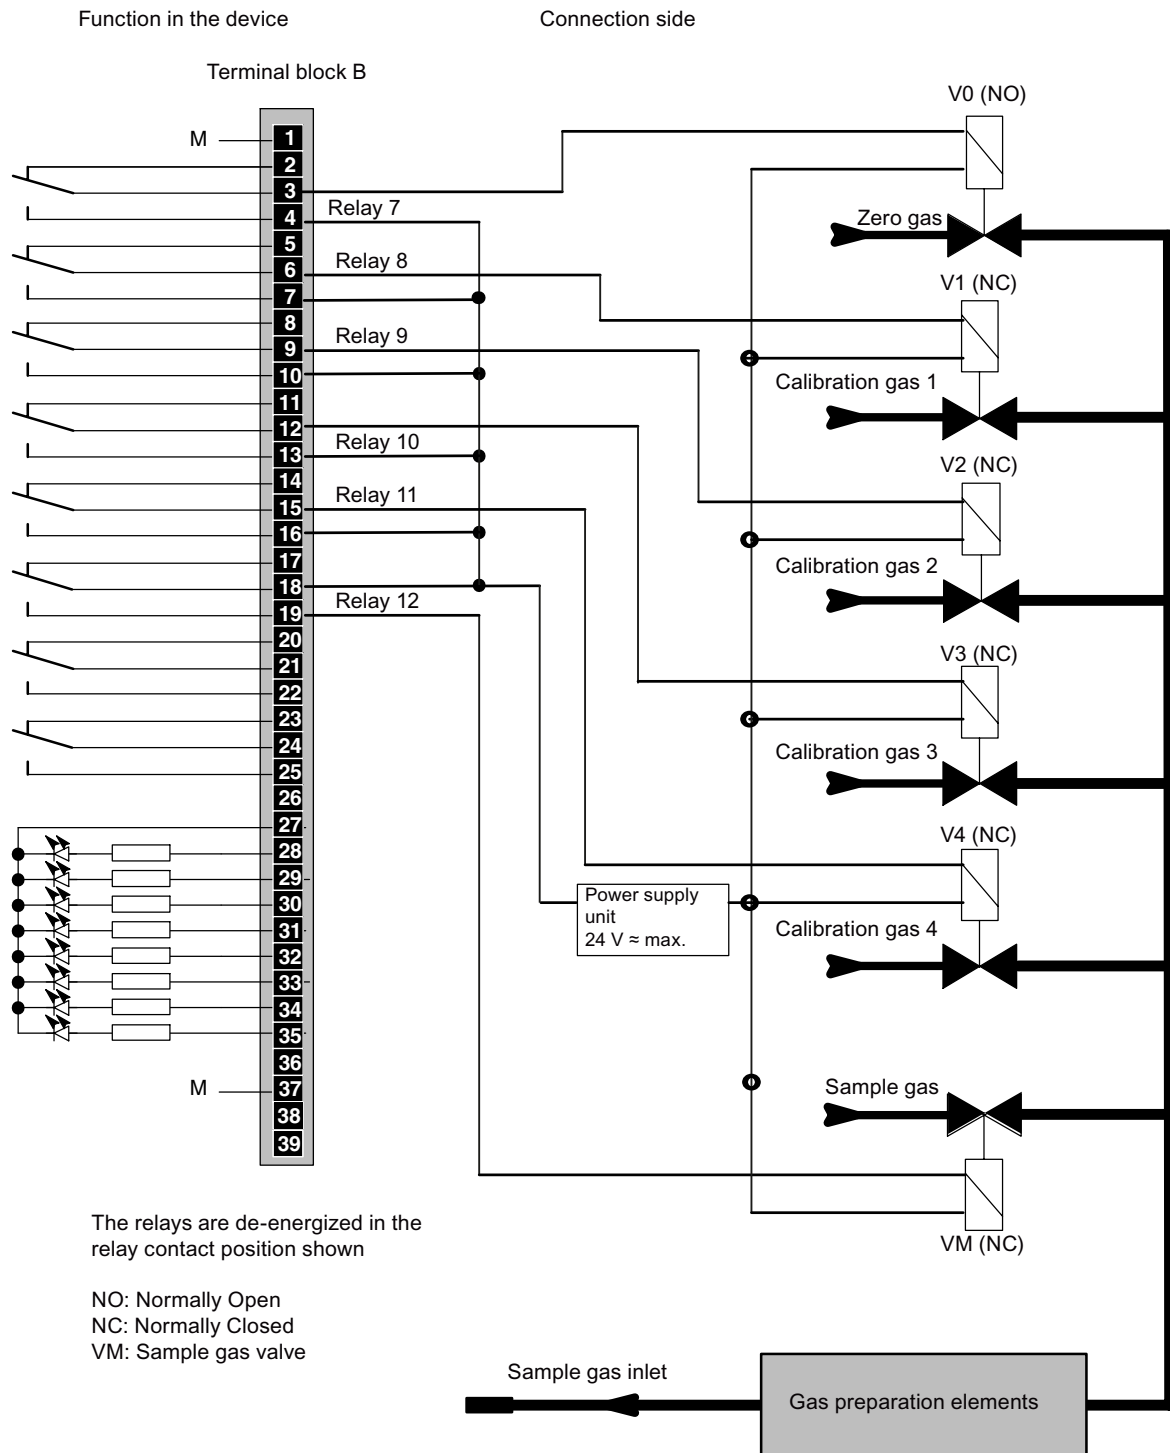 Function in the device
Connection side
Terminal block B
V0 (NO)
M
1
2
3
4
5
6
7
8
9
10
11
12
13
14
15
16
17
18
19
20
21
22
23
24
25
26
27
28
29
30
31
32
33
34
35
36
37
38
39
M
Relay 7
Relay 8
Relay 9
Relay 10
Relay 11
Relay 12
Zero gas
V1 (NC)
Calibration gas 1
V2 (NC)
Calibration gas 2
V3 (NC)
Calibration gas 3
V4 (NC)
Power supply
unit
24 V ≈ max.
Calibration gas 4
Sample gas
VM (NC)
The relays are de-energized in the
relay contact position shown
NO: Normally Open
NC: Normally Closed
VM: Sample gas valve
Sample gas inlet
Gas preparation elements